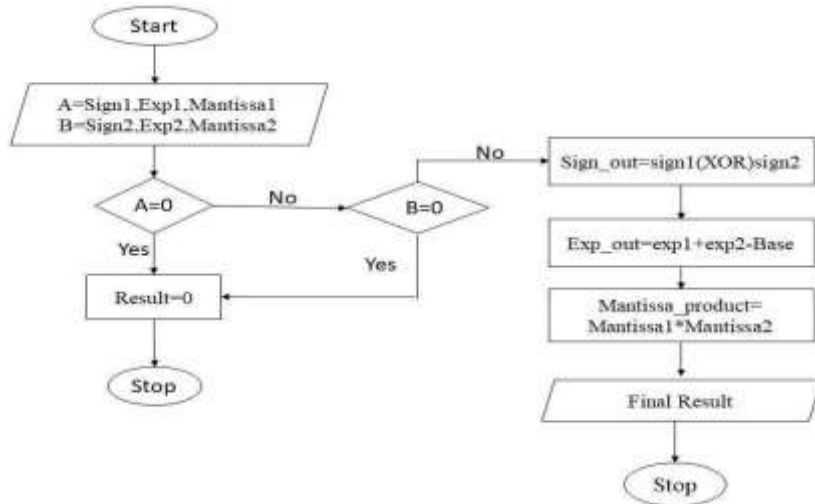 Start
A=Sign1,Exp1,Mantissa1
B=Sign2,Exp2,Mantissa2
A=0
No
B=0
No
Yes
Yes
Result=0
Stop
Sign_out=sign1(XOR)sign2
Exp_out=exp1+exp2-Base
Mantissa_product=
Mantissa1*Mantissa2
Final Result
Stop